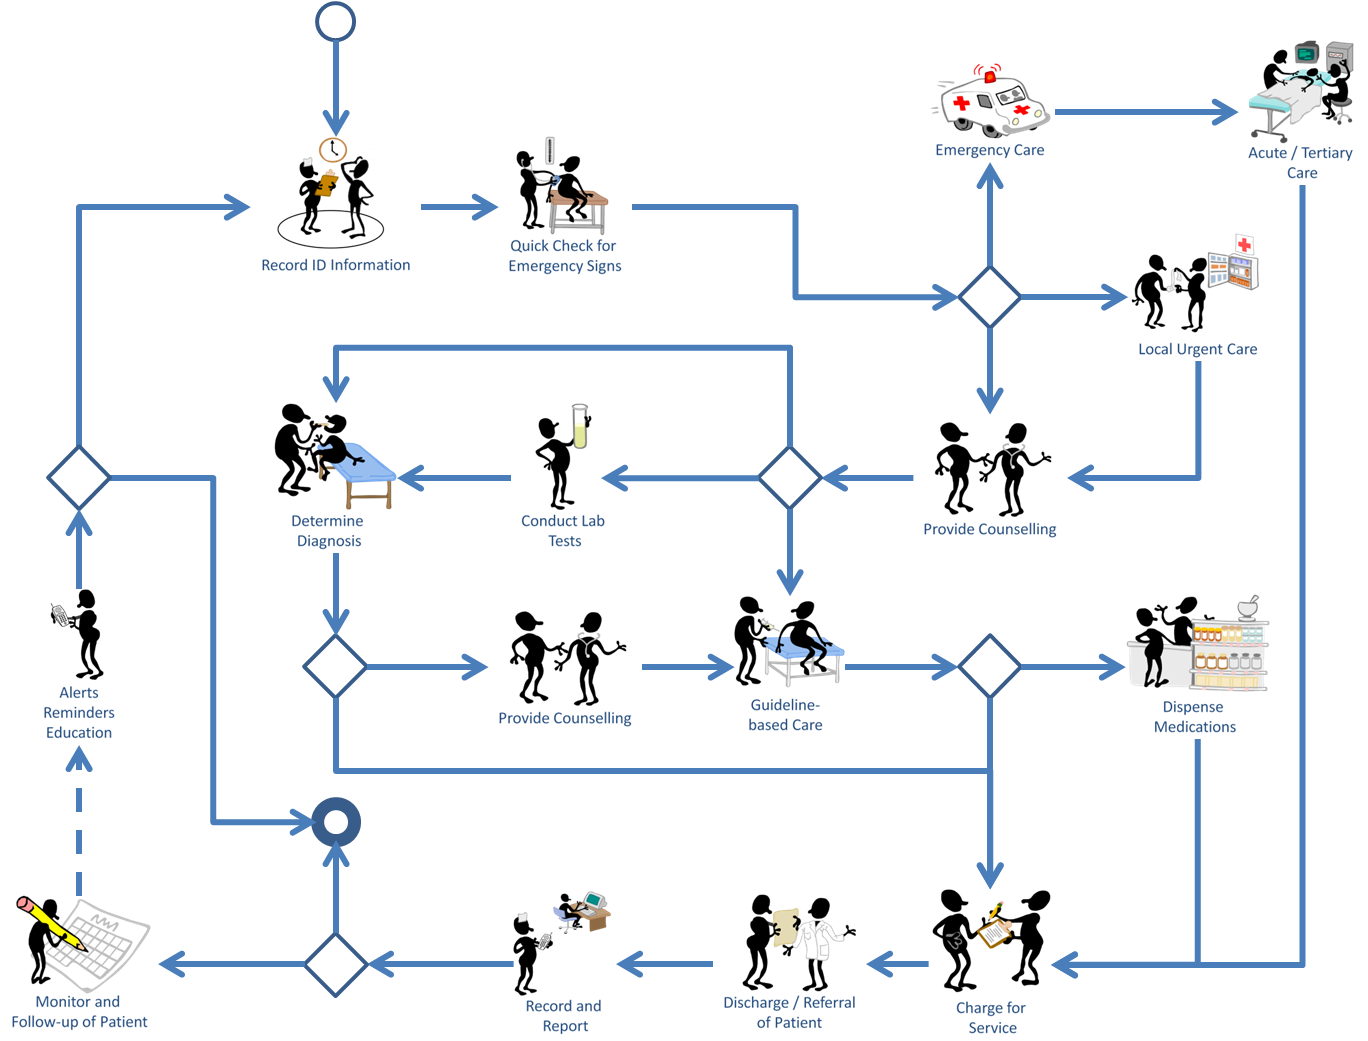 Emergency Care
Acute / Tertiary
Care
Record ID Information
Quick Check for
Emergency Signs
Local Urgent Care
Determine
Diagnosis
Conduct Lab
Tests
Provide Counselling
Alerts
Reminders
Education
Provide Counselling
Guideline-
based Care
Dispense
Medications
Monitor and
Follow-up of Patient
Record and
Report
Discharge / Referral
of Patient
Charge for
Service